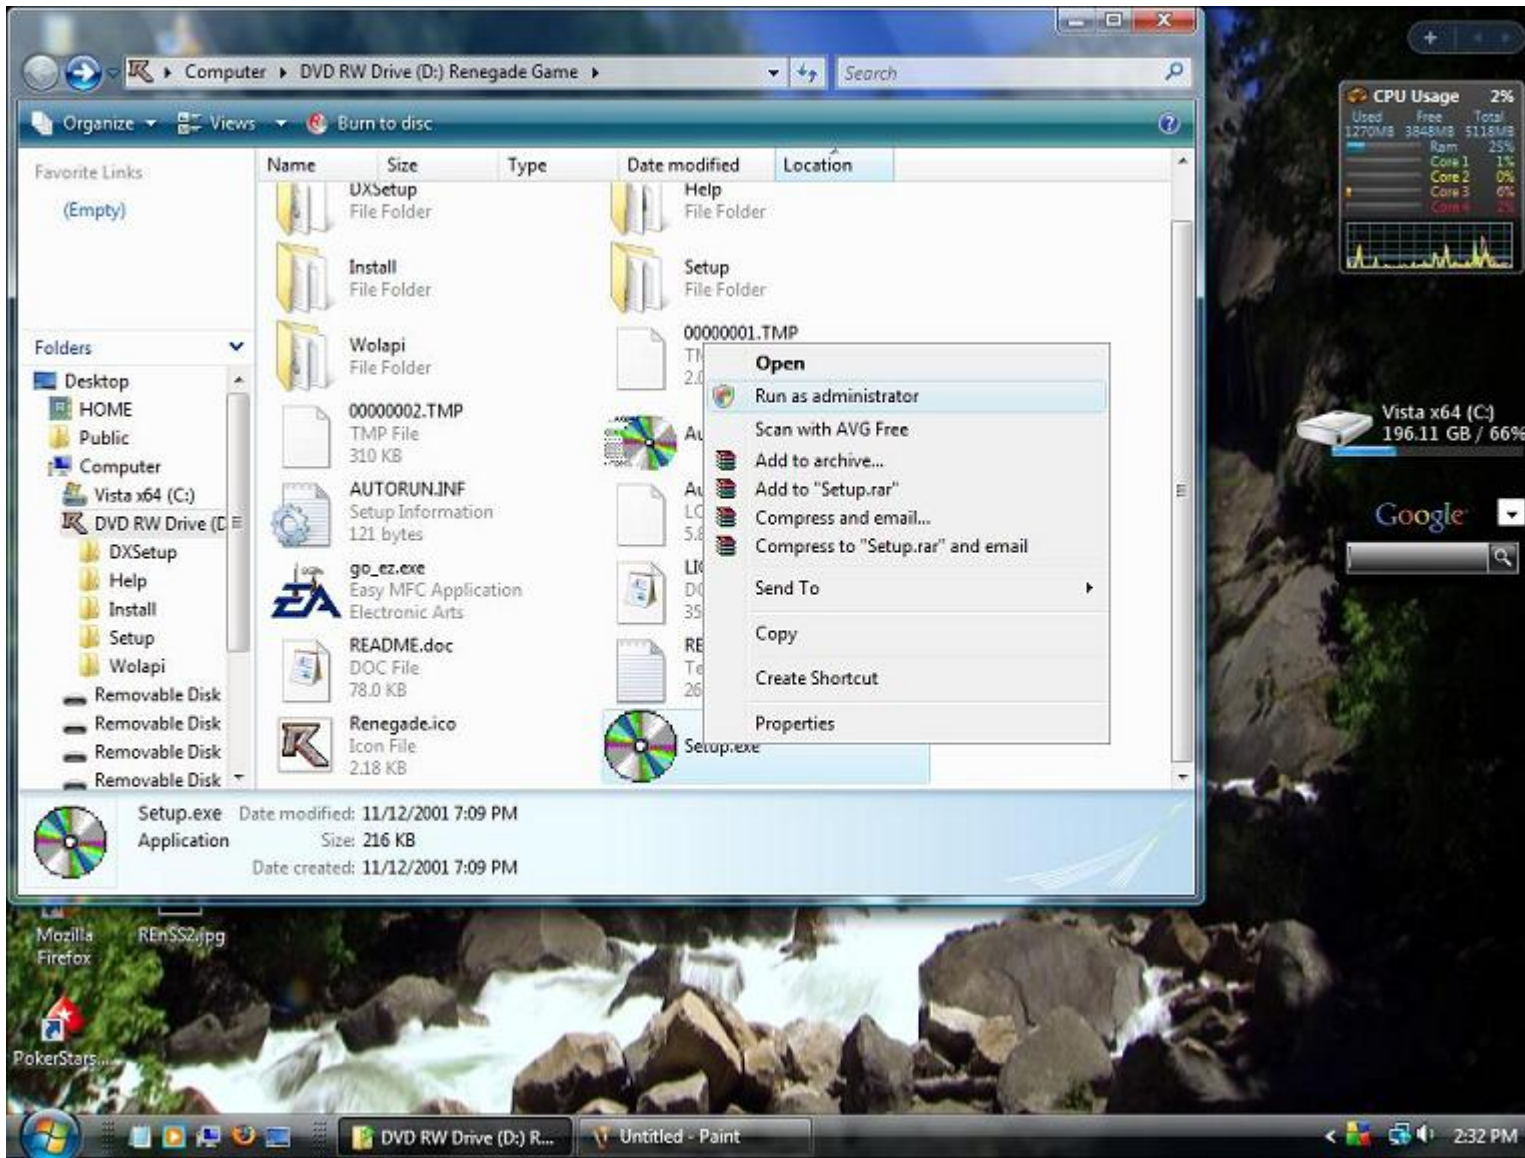 Computer ▸ DVD RW Drive (D:) Renegade Game ▸
Search
Organize Views Burn to disc
Favorite Links
(Empty)
Folders
Desktop
HOME
Public
Computer
Vista x64 (C:)
DVD RW Drive (D
DXSetup
Help
Install
Setup
Wolapi
Removable Disk
Removable Disk
Removable Disk
Removable Disk
Name Size Type Date modified Location
DXSetup
File Folder
Help
File Folder
Install
File Folder
Setup
File Folder
Wolapi
File Folder
00000001.TMP
00000002.TMP
TMP File
310 KB
AUTORUN.INF
Setup Information
121 bytes
go_ez.exe
Easy MFC Application
Electronic Arts
README.doc
DOC File
78.0 KB
Renegade.ico
Icon File
2.18 KB
Setup.exe
Open
Run as administrator
Scan with AVG Free
Add to archive...
Add to "Setup.rar"
Compress and email...
Compress to "Setup.rar" and email
Send To
Copy
Create Shortcut
Properties
Setup.exe Date modified: 11/12/2001 7:09 PM
Application Size: 216 KB
Date created: 11/12/2001 7:09 PM
CPU Usage 2%
Used Free Total
1270MB 3848MB 5118MB
Ram 25%
Core 1 1%
Core 2 0%
Core 3 6%
Core 4 2%
Vista x64 (C:)
196.11 GB / 66%
Google
Mozilla
Firefox
REnSS2.jpg
PokerStars....
DVD RW Drive (D:) R...
Untitled - Paint
2:32 PM